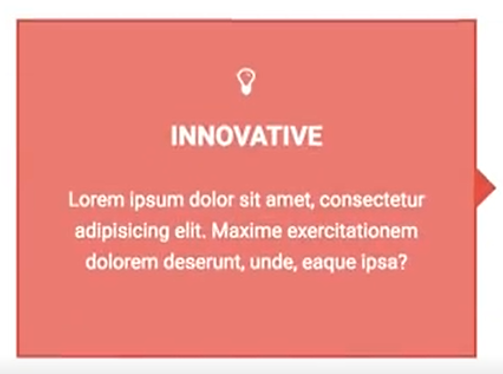 INNOVATIVE
Lorem ipsum dolor sit amet, consectetur
adipisicing elit. Maxime exercitationem
dolorem deserunt, unde, eaque ipsa?